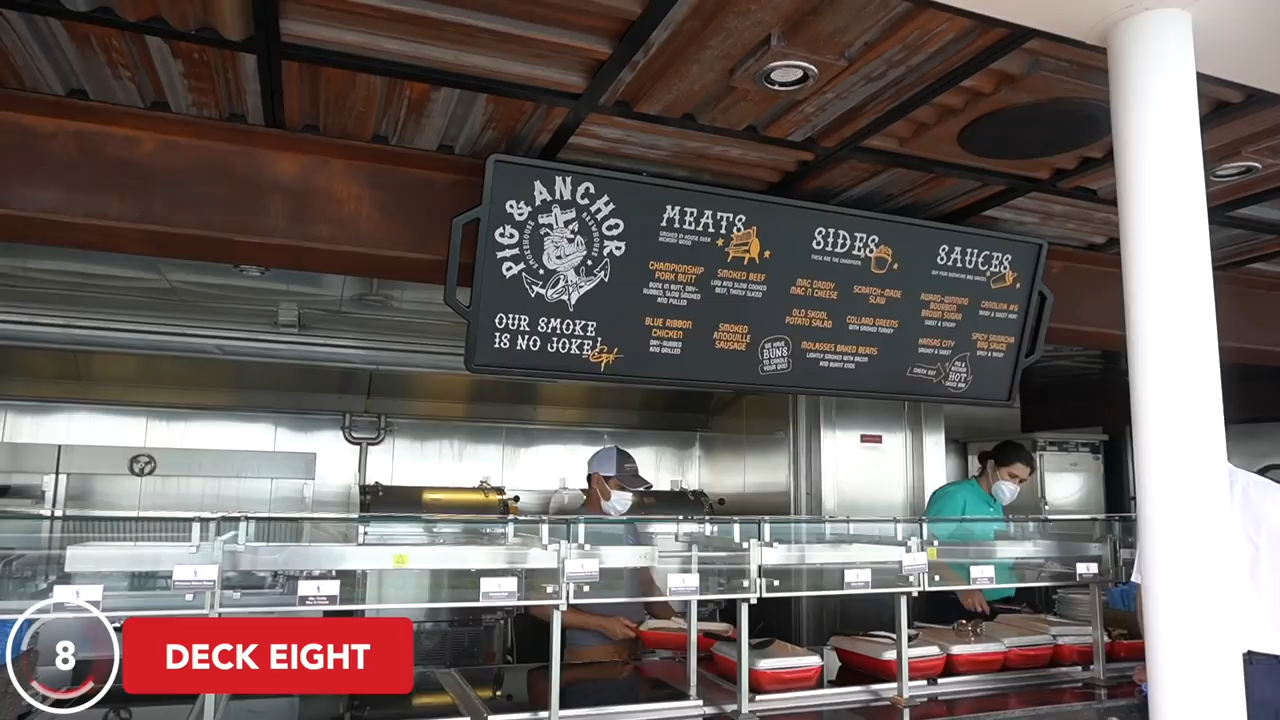 PIG & ANCHOR
SMOKEHOUSE
BREWHOUSE
OUR SMOKE
IS NO JOKE!
MEATS
SMOKED IN HOUSE OVER
HICKORY WOOD
CHAMPIONSHIP
PORK BUTT
BONE IN BUTT, DRY-
RUBBED, SLOW SMOKED
AND PULLED
SMOKED BEEF
LOW AND SLOW COOKED
BEEF, THINLY SLICED
BLUE RIBBON
CHICKEN
DRY-RUBBED
AND GRILLED
SMOKED
ANDOUILLE
SAUSAGE
WE HAVE
BUNS
TO CRADLE
YOUR QUE!
SIDES
THESE ARE THE CHAMPIONS
MAC DADDY
MAC N CHEESE
SCRATCH-MADE
SLAW
OLD SKOOL
POTATO SALAD
COLLARD GREENS
WITH SMOKED TURKEY
MOLASSES BAKED BEANS
LIGHTLY SMOKED WITH BACON
AND BURNT ENDS
SAUCES
AWARD-WINNING
BOURBON
BROWN SUGAR
SWEET & STICKY
CAROLINA #6
TANGY & SWEET HEAT
KANSAS CITY
SMOKEY & SWEET
SPICY SRIRACHA
BBQ SAUCE
SPICY & TANGY
CHECK OUT
PIG &
ANCHOR
HOT
SAUCE BAR
8
DECK EIGHT